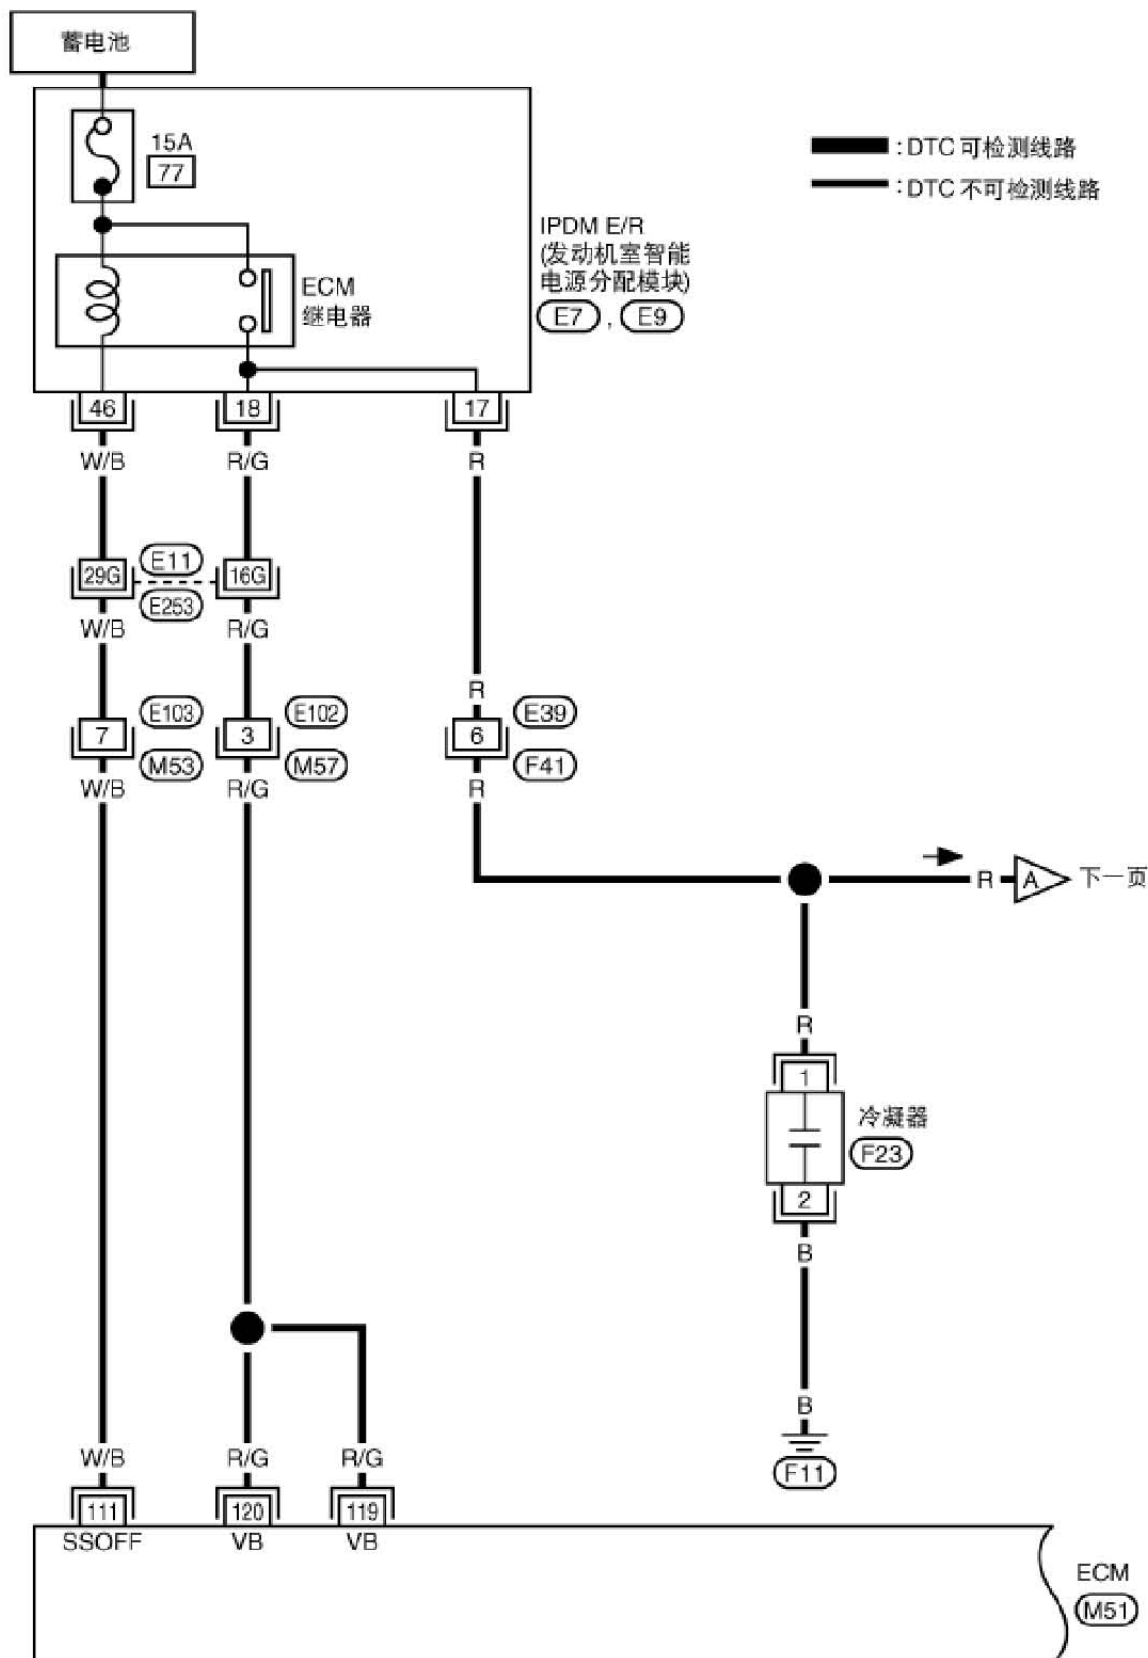 蓄电池
15A
77
:DTC 可检测线路
:DTC 不可检测线路
IPDM E/R
(发动机室智能
电源分配模块)
E7 , E9
ECM
继电器
46 18 17
W/B R/G R
29G E11 16G
E253
W/B R/G
R
7 E103 3 E102 6 E39
M53 M57 F41
W/B R/G R
R A 下一页
R
1
冷凝器
F23
2
B
B
F11
W/B R/G R/G
111 120 119
SSOFF VB VB
ECM
M51